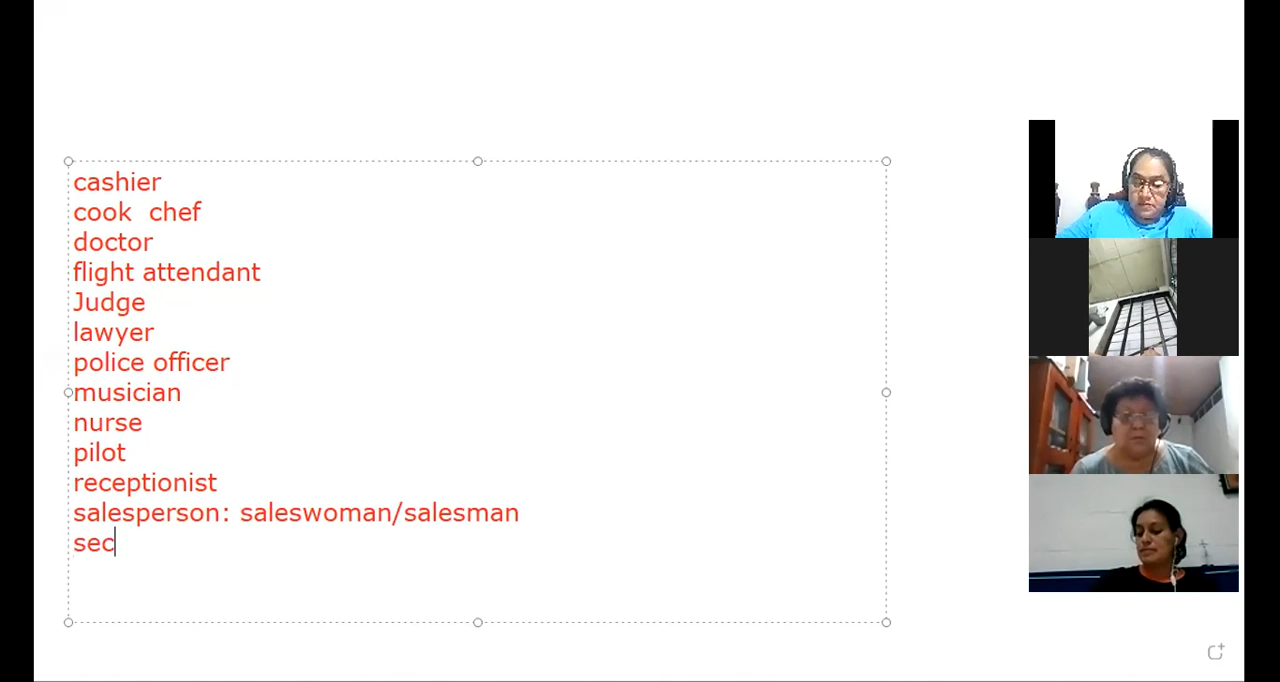 cashier
cook  chef
doctor
flight attendant
Judge
lawyer
police officer
musician
nurse
pilot
receptionist
salesperson: saleswoman/salesman
sec